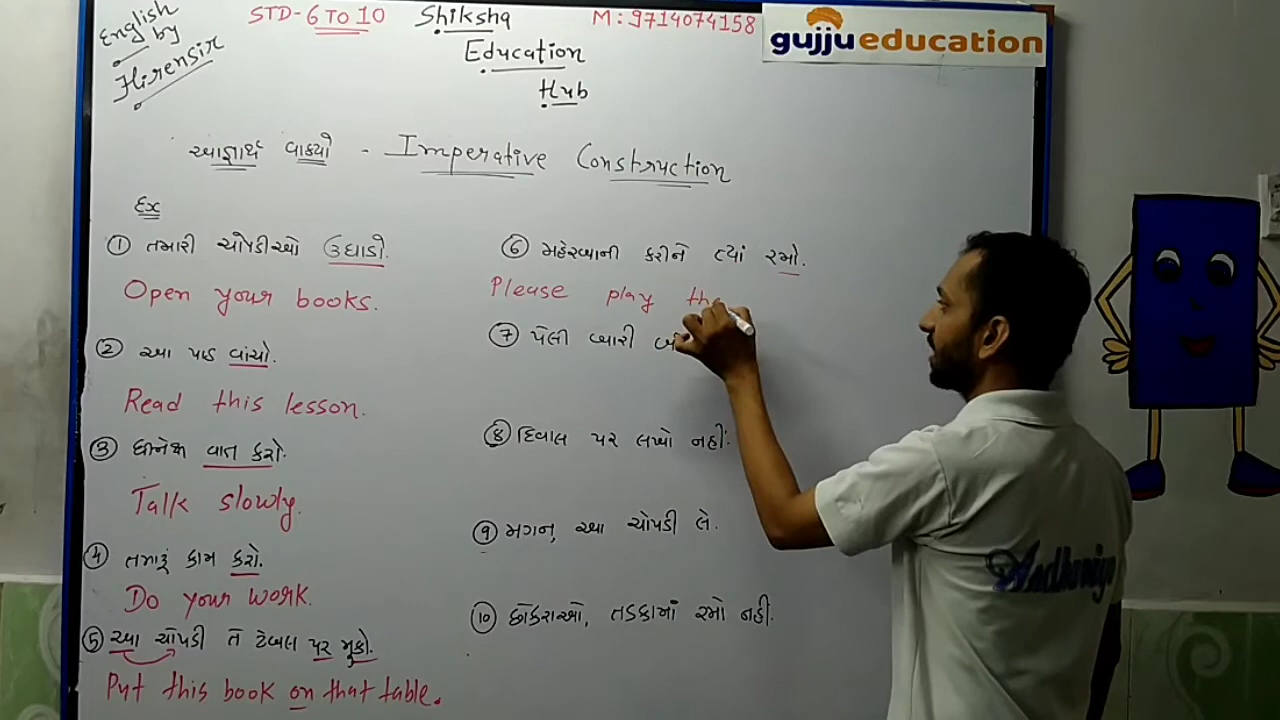 English
by
Hirensir
STD-6 TO 10
Shiksha
Education
Hub
M: 9714074158
gujjueducation
આજ્ઞાર્થ વાક્યો - Imperative Construction
Ex
① તમારી ચોપડીઓ ઉઘાડો.
Open your books.
② આ પાઠ વાંચો.
Read this lesson.
③ ધીમેથી વાત કરો.
Talk slowly.
④ તમારું કામ કરો.
Do your work.
⑤ આ ચોપડી તે ટેબલ પર મૂકો.
Put this book on that table.
⑥ મહેરબાની કરીને ત્યાં રમો.
Please play the
⑦ પેલી બારી
⑧ દિવાલ પર લખો નહીં.
⑨ મગન, આ ચોપડી લે.
⑩ છોકરાઓ, તડકામાં રમો નહીં.